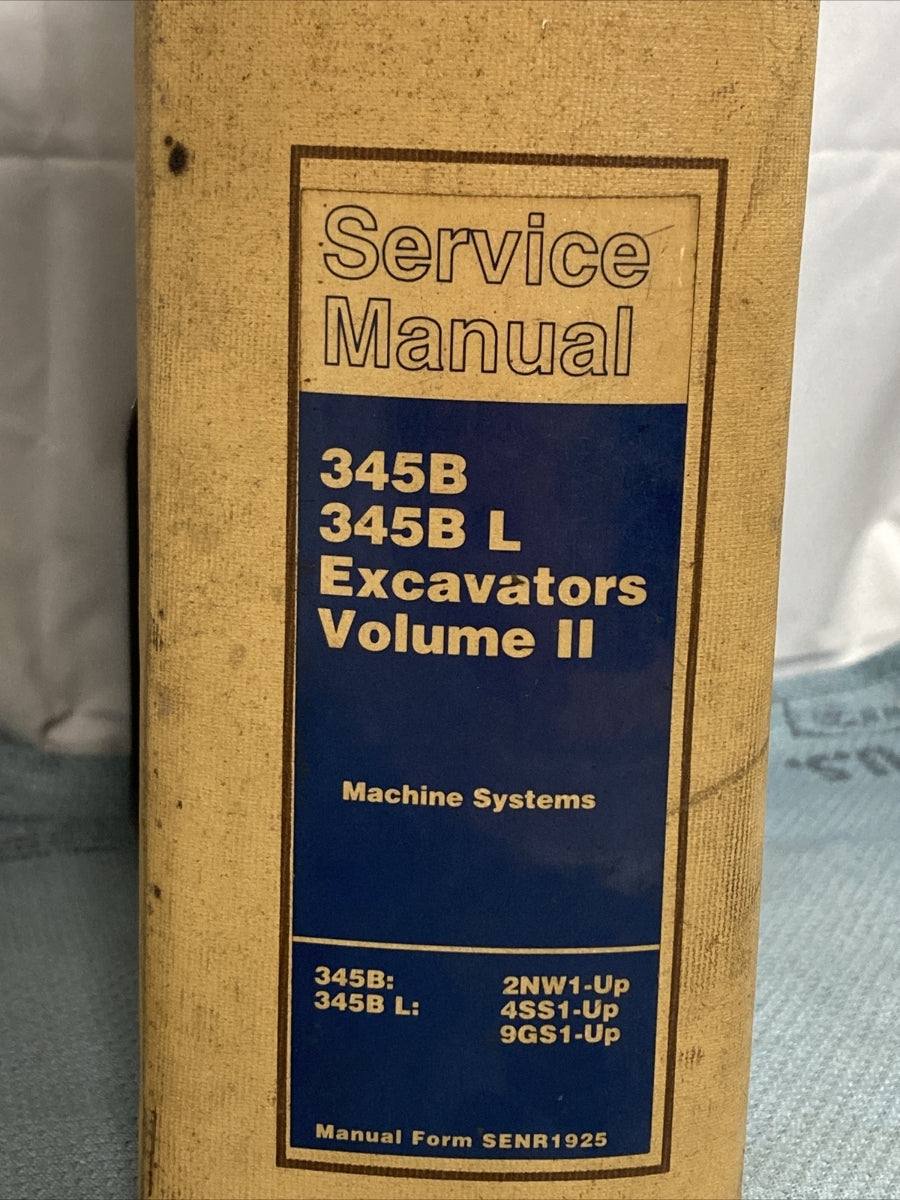 Service
Manual
345B
345B L
Excavators
Volume II
Machine Systems
345B: 2NW1-Up
345B L: 4SS1-Up
9GS1-Up
Manual Form SENR1925